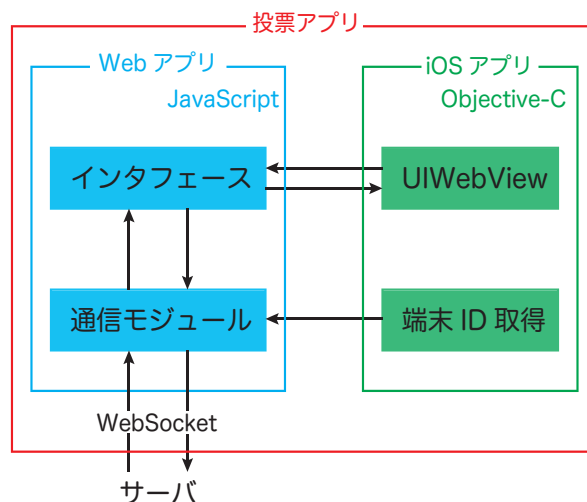 投票アプリ
Web アプリ
JavaScript
iOS アプリ
Objective-C
インタフェース
UIWebView
通信モジュール
端末 ID 取得
WebSocket
サーバ